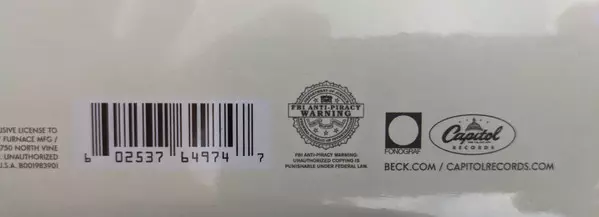 USIVE LICENSE TO
FURNACE MFG /
750 NORTH VINE
. UNAUTHORIZED
.S.A. B001983901
6 02537 64974 7
FBI ANTI-PIRACY
WARNING
FBI ANTI-PIRACY WARNING:
UNAUTHORIZED COPYING IS
PUNISHABLE UNDER FEDERAL LAW.
FONOGRAF
Capitol
RECORDS
BECK.COM / CAPITOLRECORDS.COM